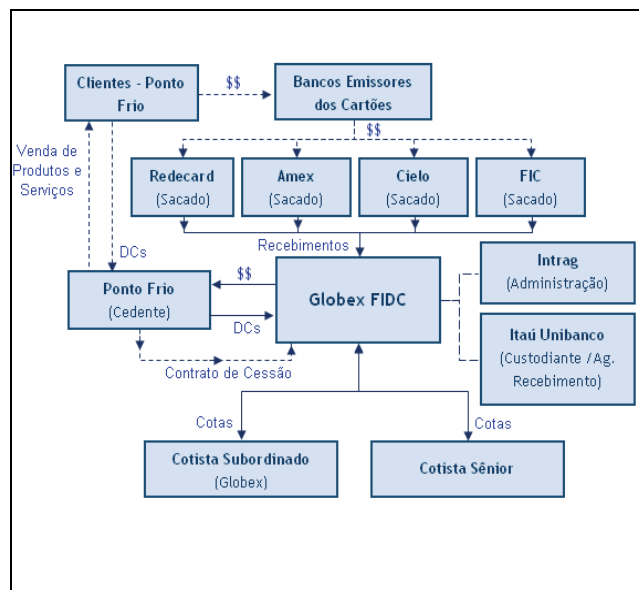 Clientes - Ponto
Frio
$$
Bancos Emissores
dos Cartões
$$
Venda de
Produtos e
Serviços
Redecard
(Sacado)
Amex
(Sacado)
Cielo
(Sacado)
FIC
(Sacado)
DCs
Recebimentos
$$
Ponto Frio
(Cedente)
DCs
Globex FIDC
Intrag
(Administração)
Itaú Unibanco
(Custodiante /Ag.
Recebimento)
Contrato de Cessão
Cotas
Cotas
Cotista Subordinado
(Globex)
Cotista Sênior